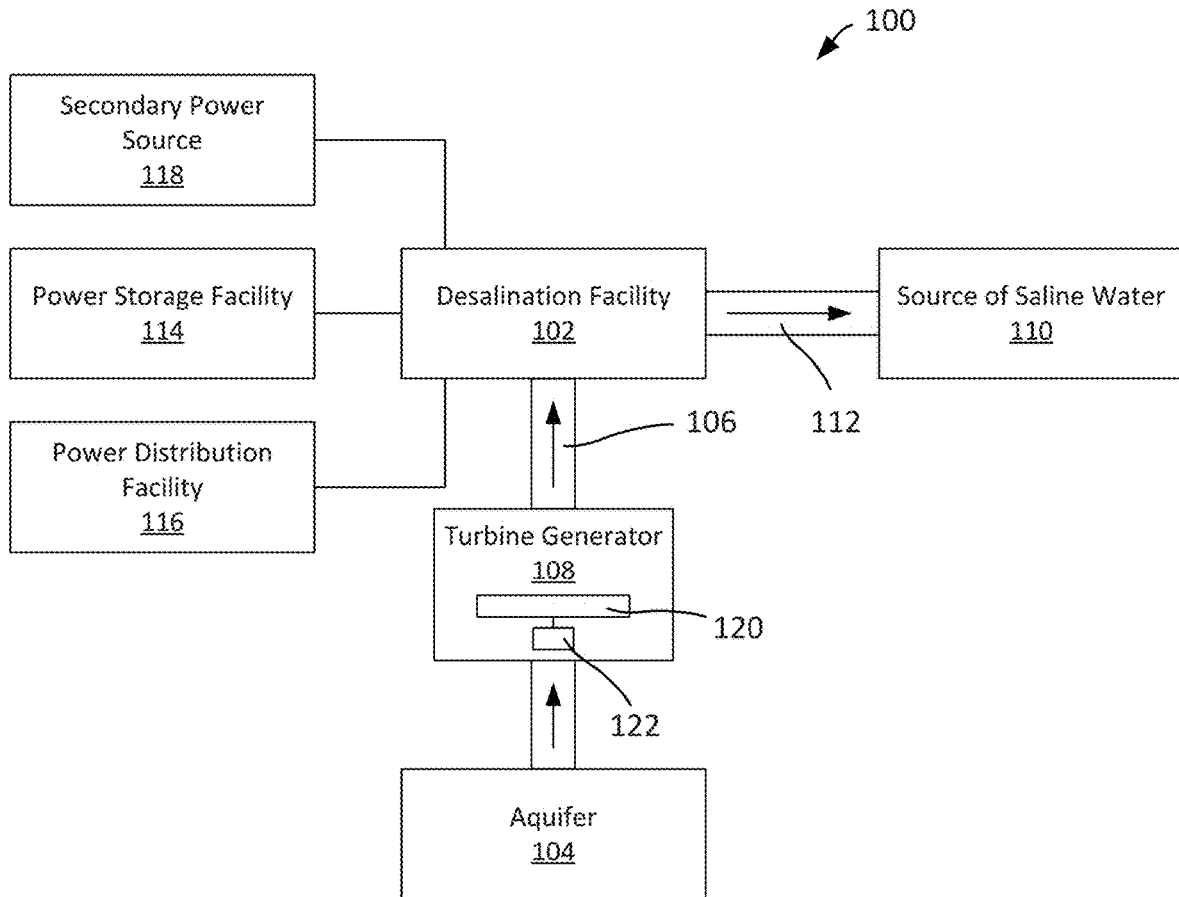 100
Secondary Power
Source
118
Power Storage Facility
114
Desalination Facility
102
Source of Saline Water
110
112
106
Power Distribution
Facility
116
Turbine Generator
108
120
122
Aquifer
104